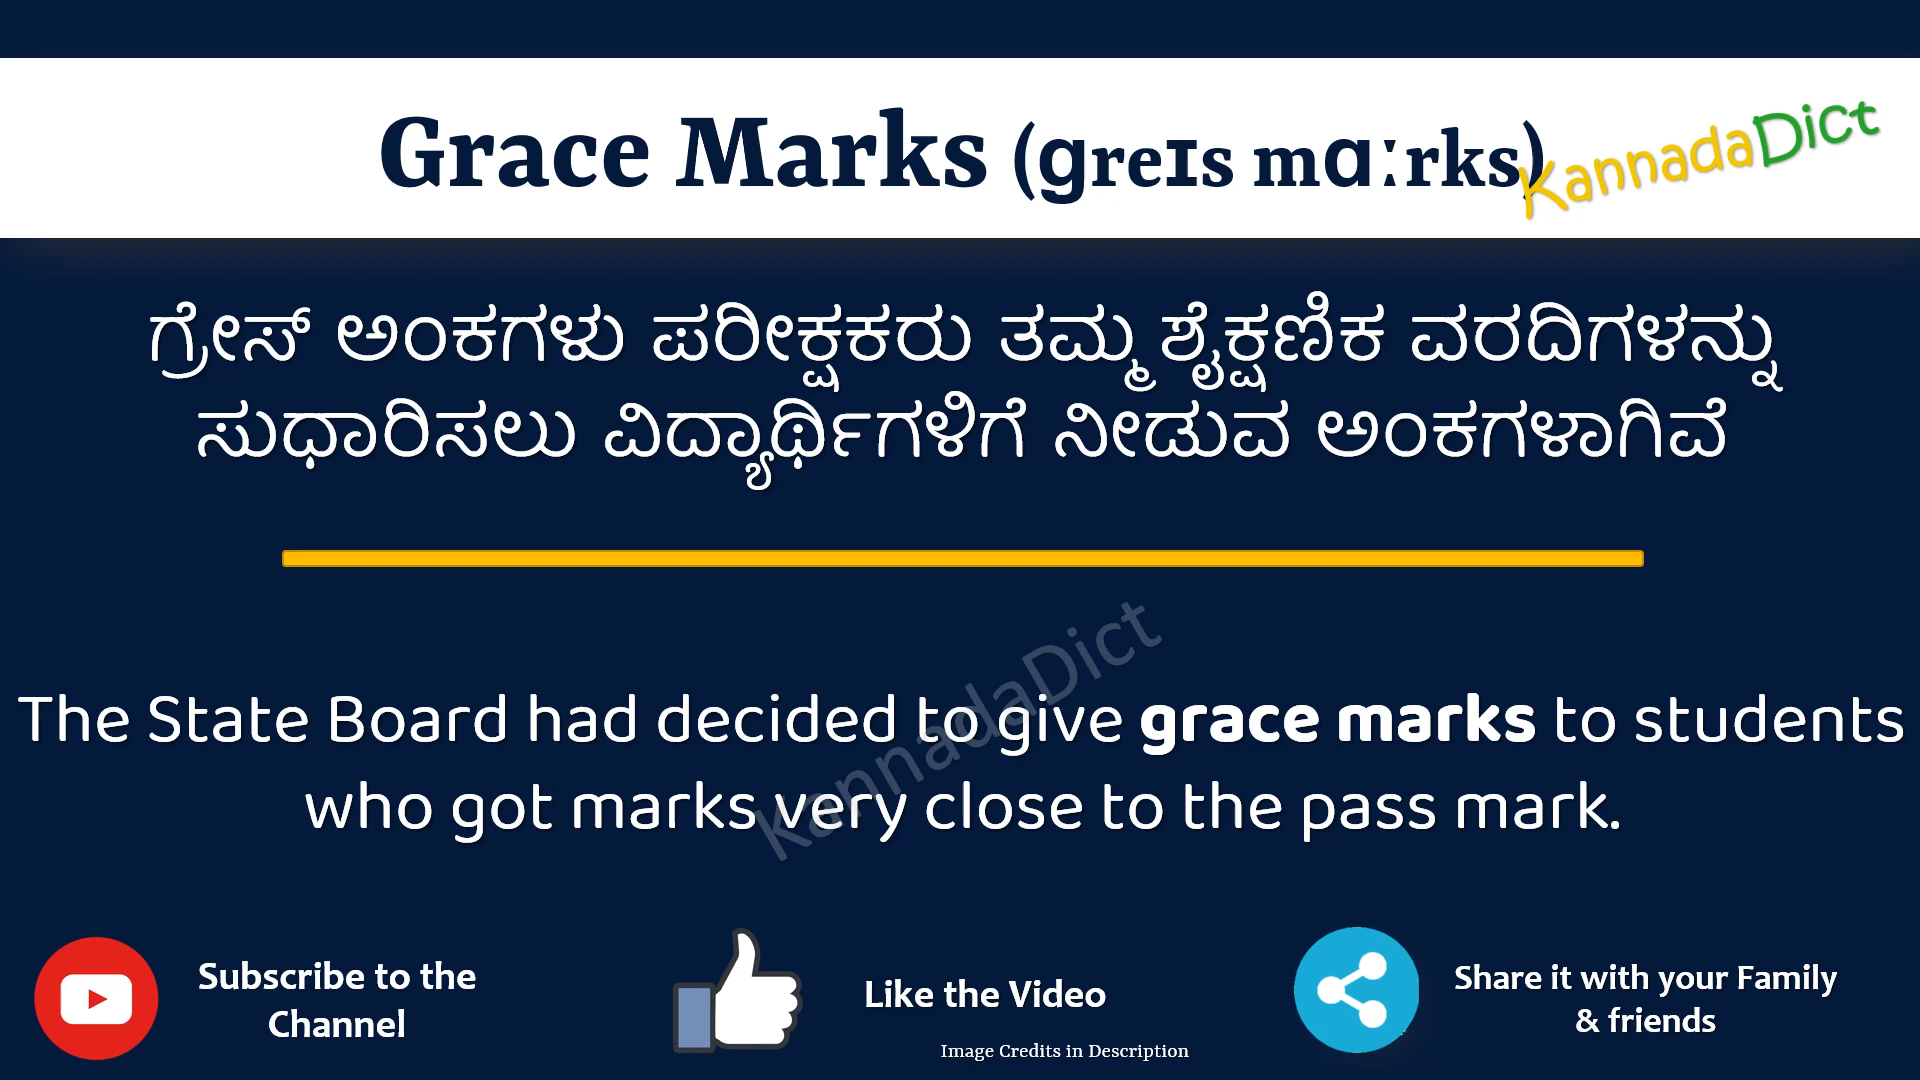 Grace Marks (ɡreɪs mɑːrks)
KannadaDict
ಗ್ರೇಸ್ ಅಂಕಗಳು ಪರೀಕ್ಷಕರು ತಮ್ಮ ಶೈಕ್ಷಣಿಕ ವರದಿಗಳನ್ನು
ಸುಧಾರಿಸಲು ವಿದ್ಯಾರ್ಥಿಗಳಿಗೆ ನೀಡುವ ಅಂಕಗಳಾಗಿವೆ
KannadaDict
The State Board had decided to give grace marks to students
who got marks very close to the pass mark.
Subscribe to the
Channel
Like the Video
Share it with your Family
& friends
Image Credits in Description